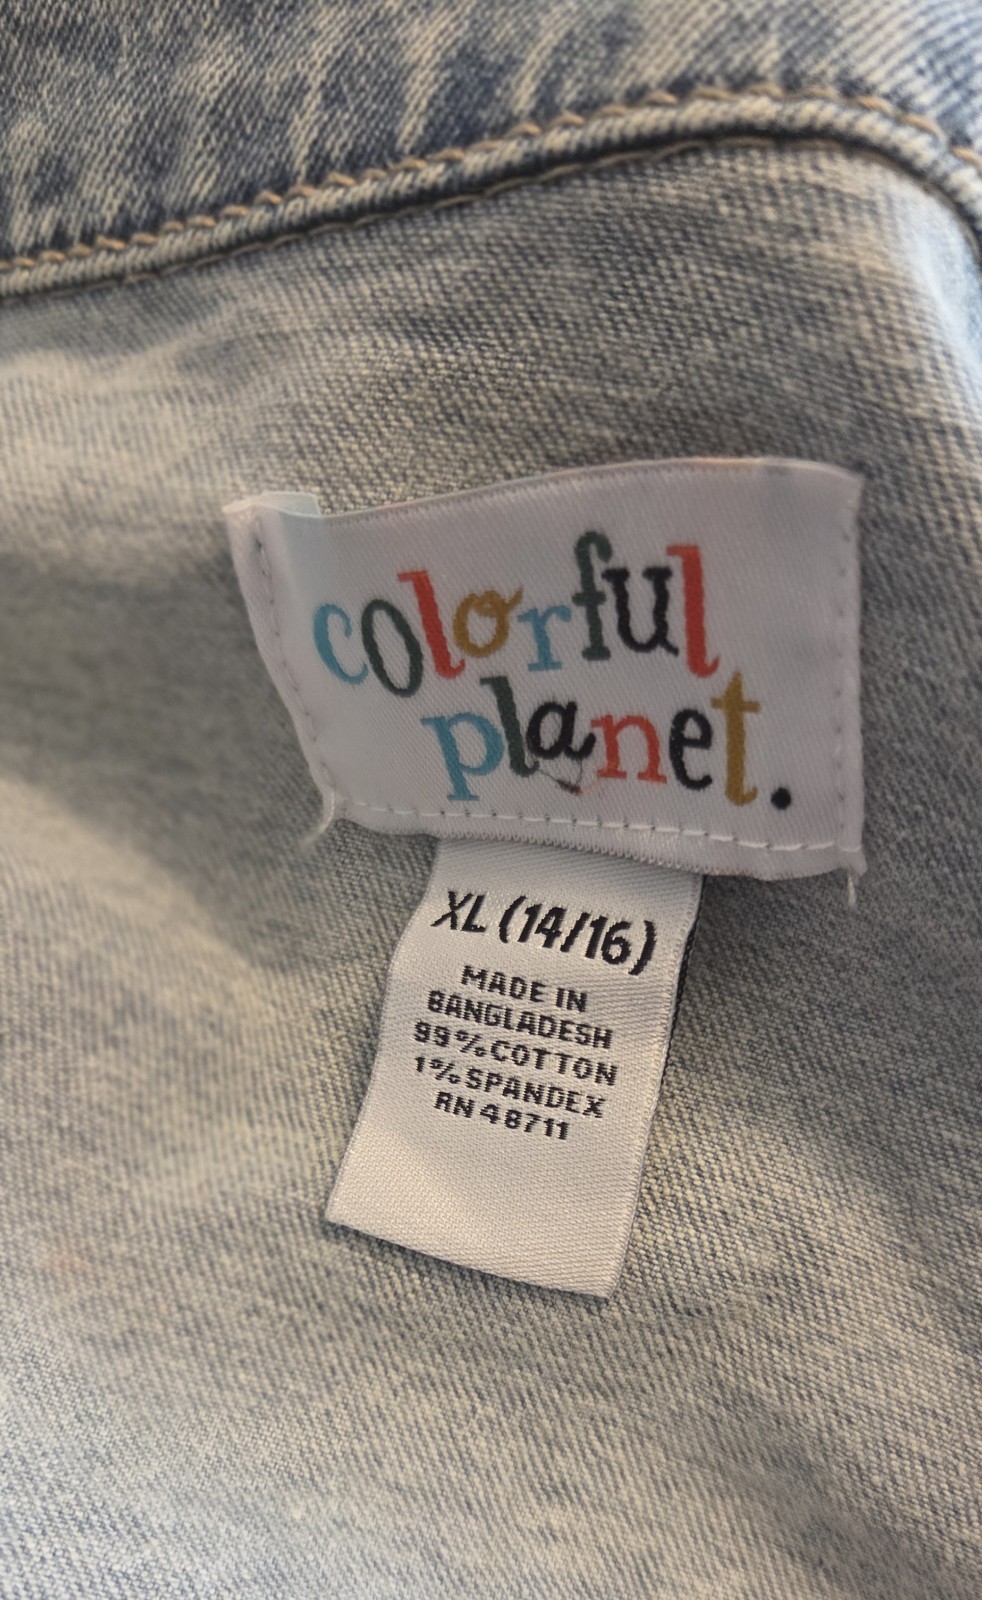 colorful
planet.
XL (14/16)
MADE IN
BANGLADESH
99% COTTON
1% SPANDEX
RN 48711